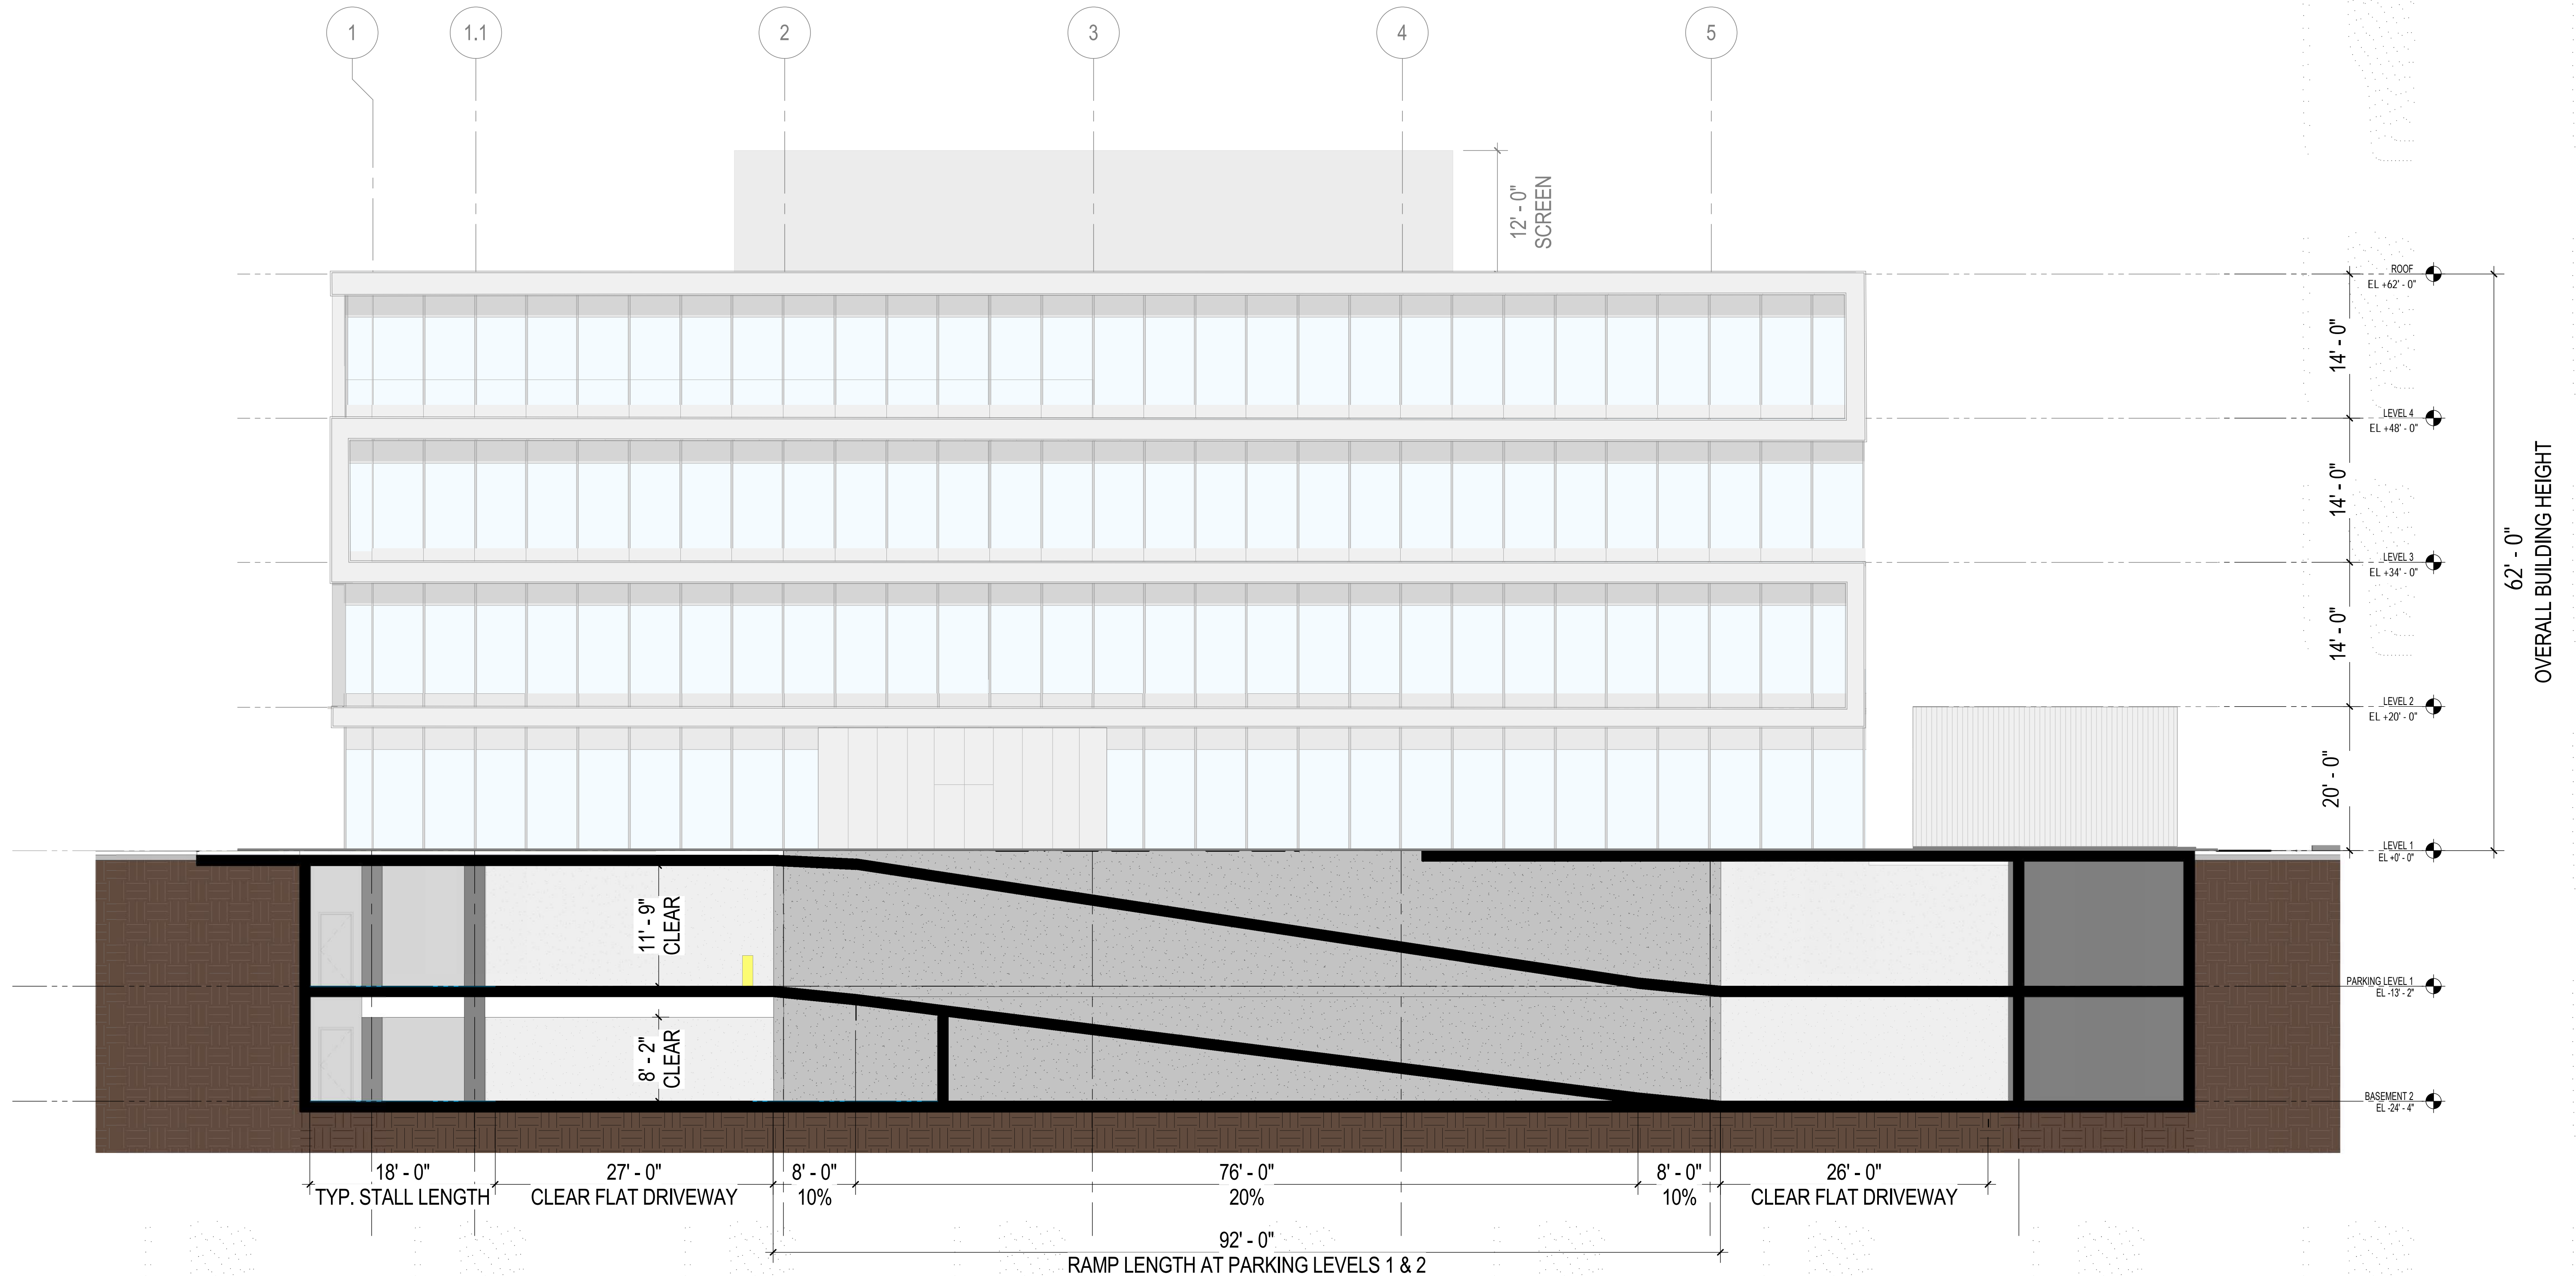 1
1.1
2
3
4
5
12' - 0"
SCREEN
ROOF
EL +62' - 0"
14' - 0"
LEVEL 4
EL +48' - 0"
14' - 0"
LEVEL 3
EL +34' - 0"
14' - 0"
LEVEL 2
EL +20' - 0"
20' - 0"
LEVEL 1
EL +0' - 0"
62' - 0"
OVERALL BUILDING HEIGHT
11' - 9"
CLEAR
8' - 2"
CLEAR
PARKING LEVEL 1
EL -13' - 2"
BASEMENT 2
EL -24' - 4"
18' - 0"
TYP. STALL LENGTH
27' - 0"
CLEAR FLAT DRIVEWAY
8' - 0"
10%
76' - 0"
20%
8' - 0"
10%
26' - 0"
CLEAR FLAT DRIVEWAY
92' - 0"
RAMP LENGTH AT PARKING LEVELS 1 & 2